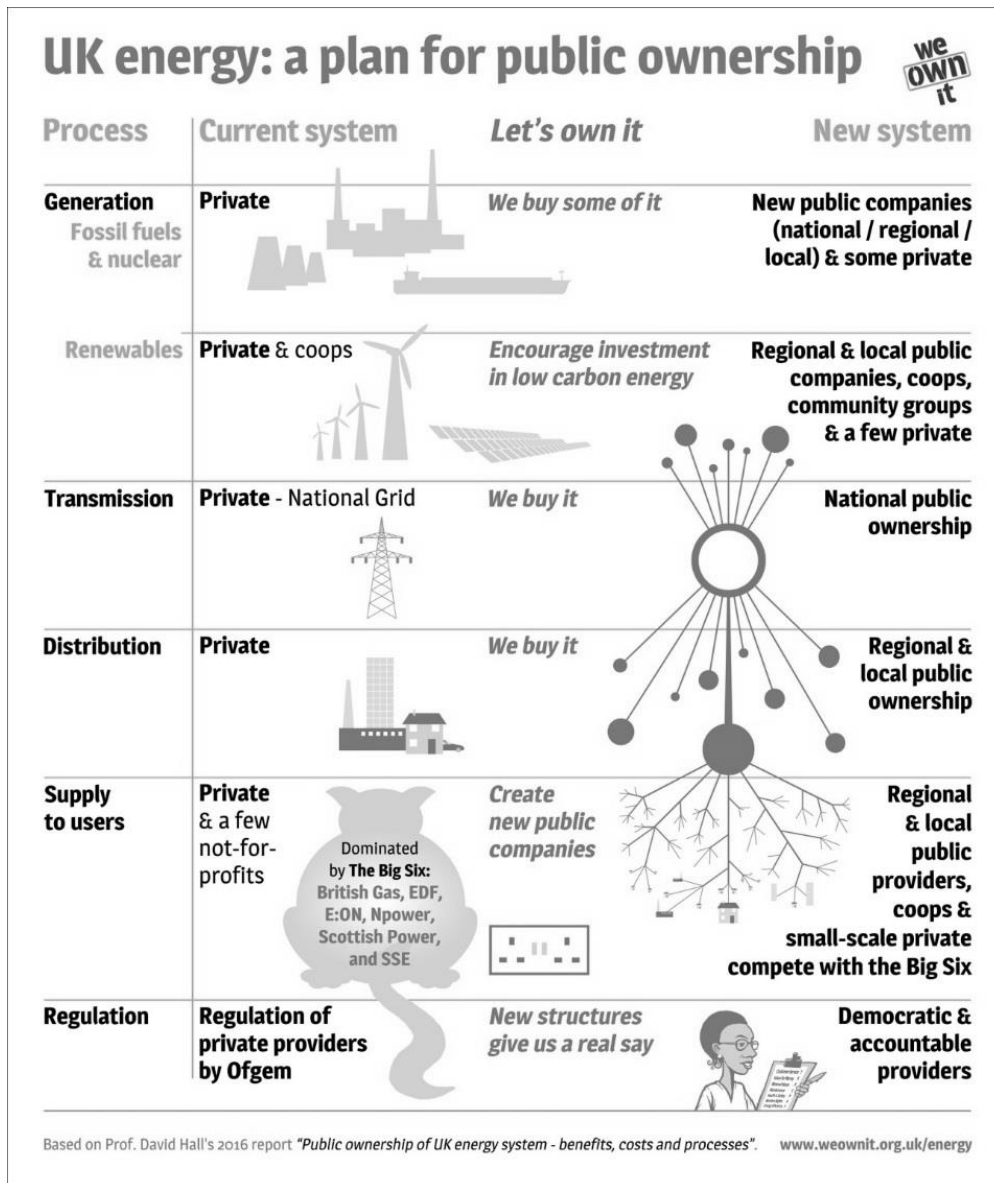 UK energy: a plan for public ownership
we
own
it
Process
Current system
Let's own it
New system
Generation
Fossil fuels
& nuclear
Private
We buy some of it
New public companies
(national / regional /
local) & some private
Renewables
Private & coops
Encourage investment
in low carbon energy
Regional & local public
companies, coops,
community groups
& a few private
Transmission
Private - National Grid
We buy it
National public
ownership
Distribution
Private
We buy it
Regional &
local public
ownership
Supply
to users
Private
& a few
not-for-
profits
Dominated
by The Big Six:
British Gas, EDF,
E:ON, Npower,
Scottish Power,
and SSE
Create
new public
companies
Regional
& local
public
providers,
coops &
small-scale private
compete with the Big Six
Regulation
Regulation of
private providers
by Ofgem
New structures
give us a real say
Democratic &
accountable
providers
Based on Prof. David Hall's 2016 report "Public ownership of UK energy system - benefits, costs and processes".
www.weownit.org.uk/energy